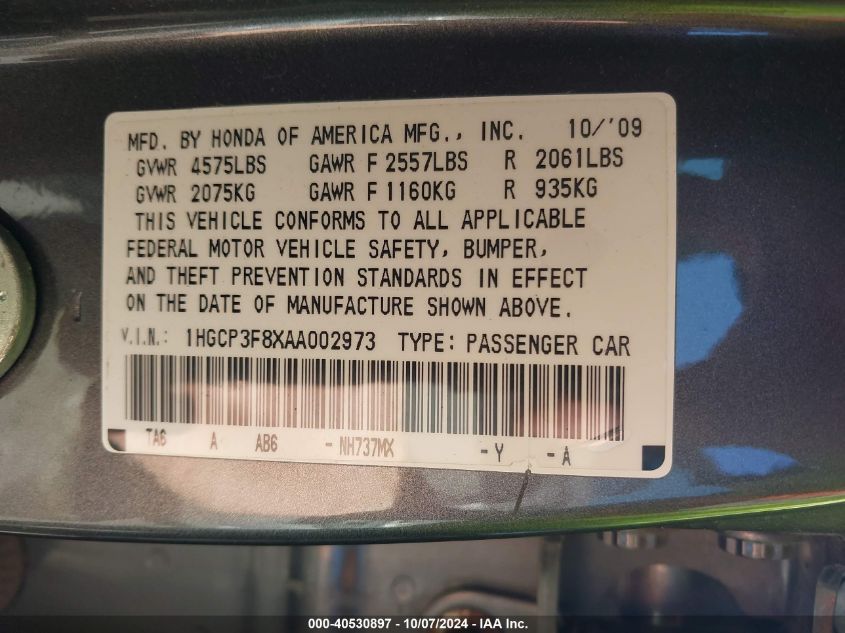 MFD. BY HONDA OF AMERICA MFG., INC. 10/'09
GVWR 4575LBS GAWR F 2557LBS R 2061LBS
GVWR 2075KG GAWR F 1160KG R 935KG
THIS VEHICLE CONFORMS TO ALL APPLICABLE
FEDERAL MOTOR VEHICLE SAFETY, BUMPER,
AND THEFT PREVENTION STANDARDS IN EFFECT
ON THE DATE OF MANUFACTURE SHOWN ABOVE.
V.I.N.: 1HGCP3F8XAA002973 TYPE: PASSENGER CAR
TA6 A AB6 - NH737MX - Y - A
000-40530897 - 10/07/2024 - IAA Inc.